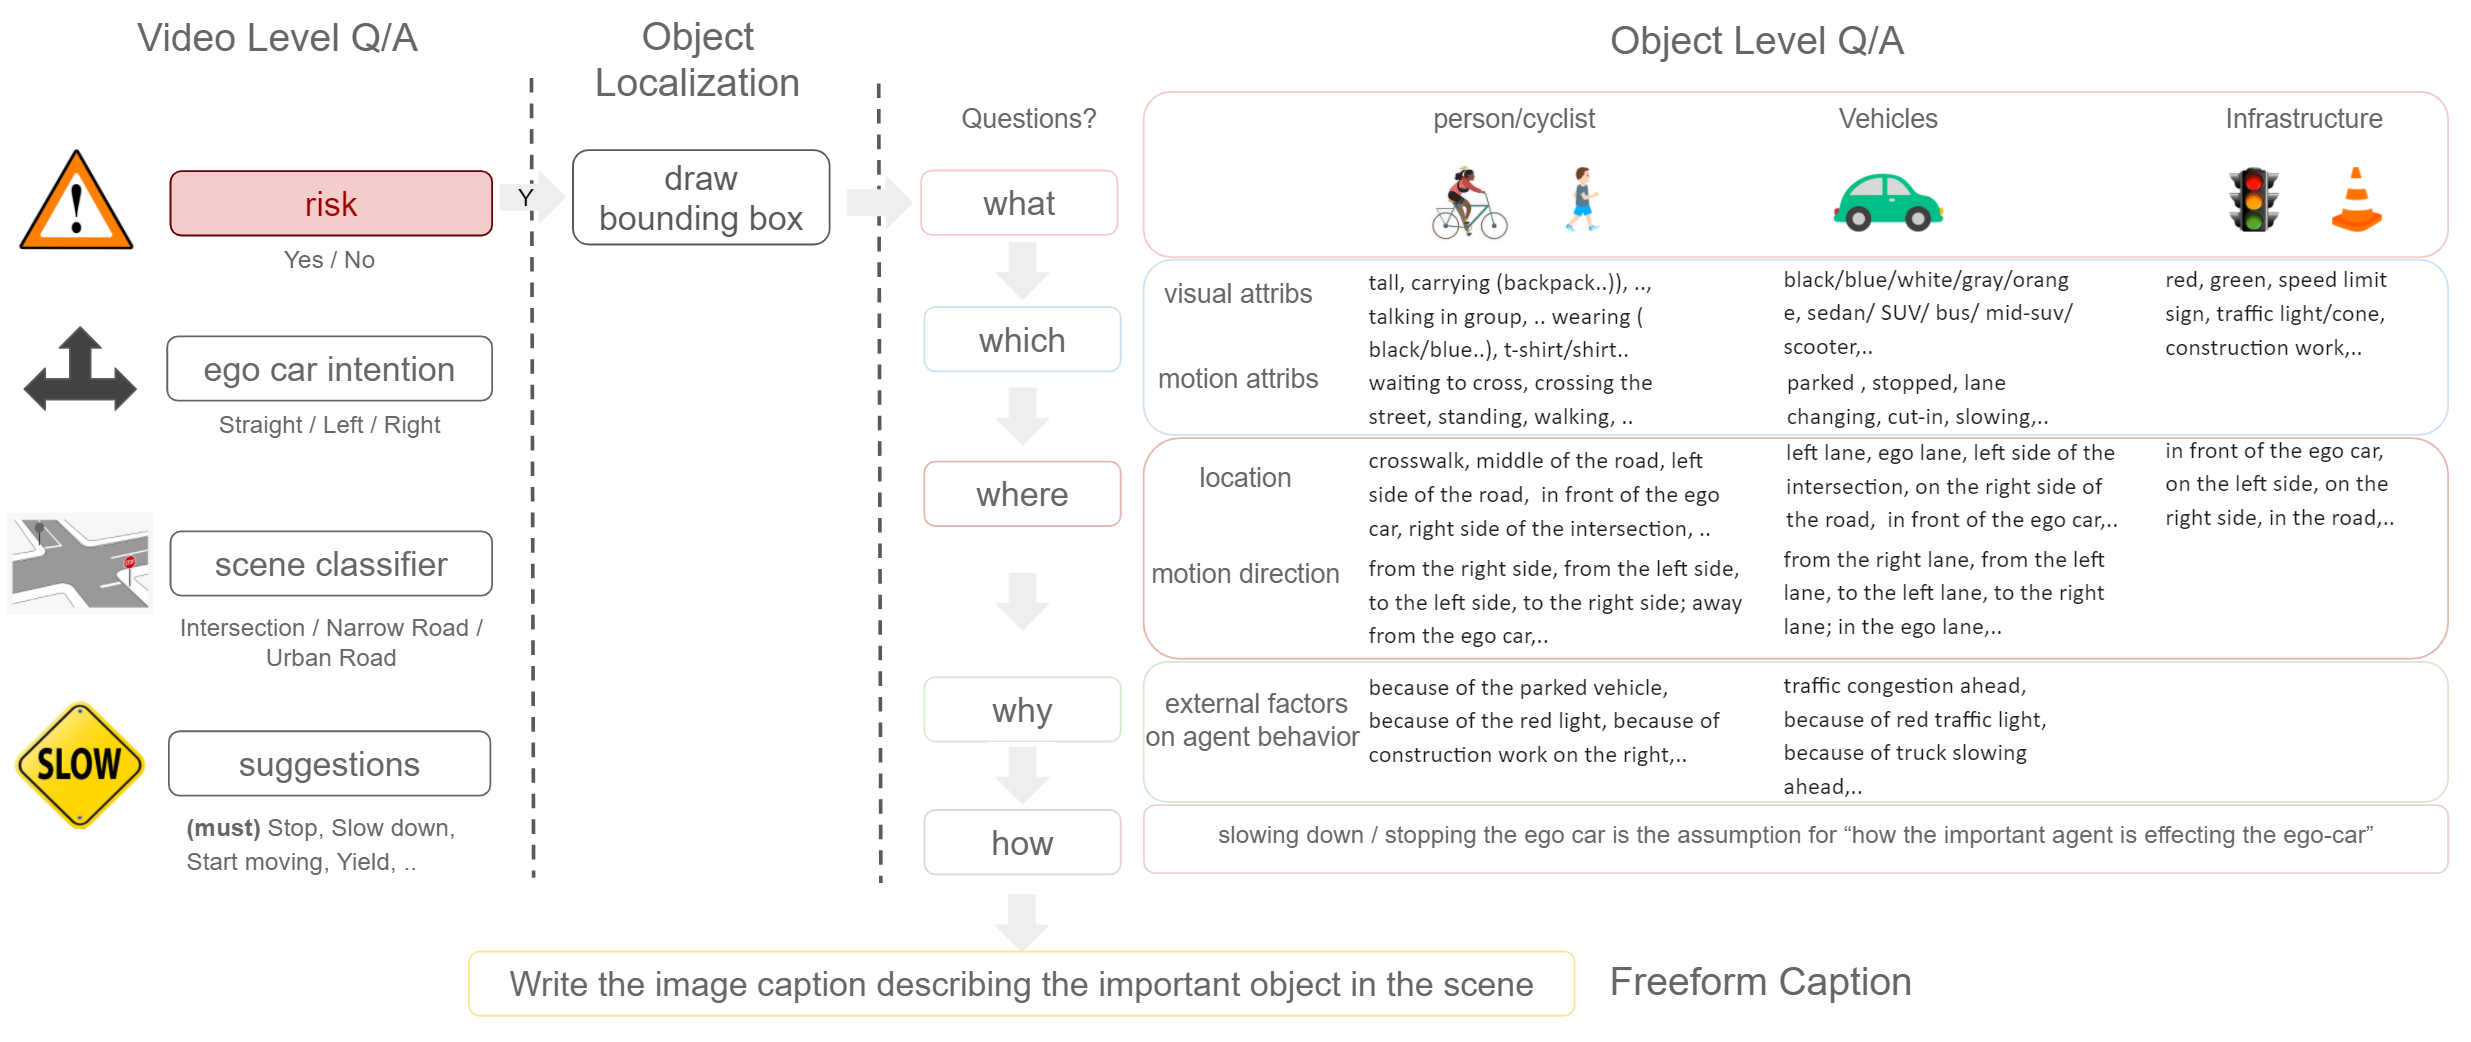 Video Level Q/A
risk
Yes / No
ego car intention
Straight / Left / Right
scene classifier
Intersection / Narrow Road /
Urban Road
STOP
SLOW
suggestions
(must) Stop, Slow down,
Start moving, Yield, ..
Y
Object
Localization
draw
bounding box
Object Level Q/A
Questions?
what
which
where
why
how
person/cyclist
Vehicles
Infrastructure
visual attribs
tall, carrying (backpack..)), ..,
talking in group, .. wearing (
black/blue..), t-shirt/shirt..
black/blue/white/gray/orang
e, sedan/ SUV/ bus/ mid-suv/
scooter,..
red, green, speed limit
sign, traffic light/cone,
construction work,..
motion attribs
waiting to cross, crossing the
street, standing, walking, ..
parked , stopped, lane
changing, cut-in, slowing,..
location
crosswalk, middle of the road, left
side of the road,  in front of the ego
car, right side of the intersection, ..
left lane, ego lane, left side of the
intersection, on the right side of
the road,  in front of the ego car,..
in front of the ego car,
on the left side, on the
right side, in the road,..
motion direction
from the right side, from the left side,
to the left side, to the right side; away
from the ego car,..
from the right lane, from the left
lane, to the left lane, to the right
lane; in the ego lane,..
external factors
on agent behavior
because of the parked vehicle,
because of the red light, because of
construction work on the right,..
traffic congestion ahead,
because of red traffic light,
because of truck slowing
ahead,..
slowing down / stopping the ego car is the assumption for “how the important agent is effecting the ego-car”
Write the image caption describing the important object in the scene
Freeform Caption